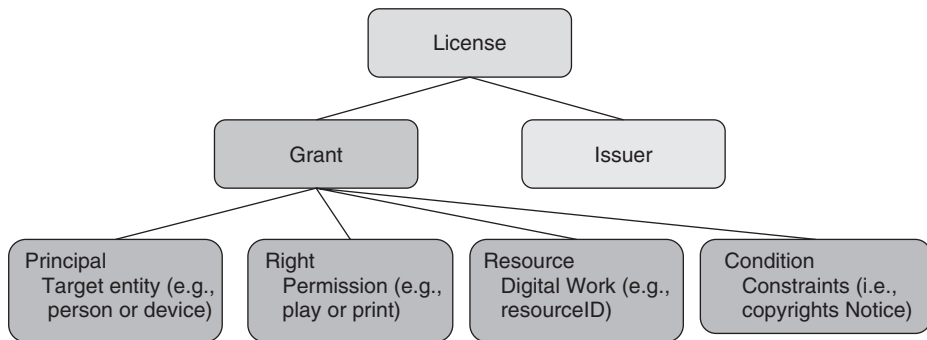 License
Grant
Issuer
Principal
Target entity (e.g.,
person or device)
Right
Permission (e.g.,
play or print)
Resource
Digital Work (e.g.,
resourceID)
Condition
Constraints (i.e.,
copyrights Notice)